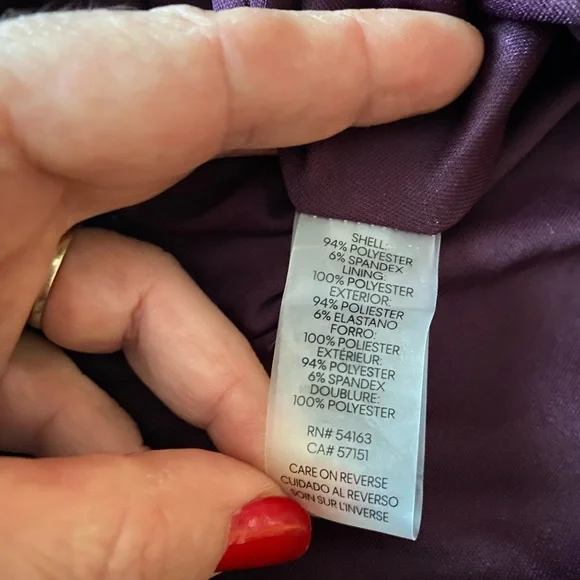 SHELL:
94% POLYESTER
6% SPANDEX
LINING:
100% POLYESTER
EXTERIOR:
94% POLIESTER
6% ELASTANO
FORRO:
100% POLIESTER
EXTÉRIEUR:
94% POLYESTER
6% SPANDEX
DOUBLURE:
100% POLYESTER
RN# 54163
CA# 57151
CARE ON REVERSE
CUIDADO AL REVERSO
SOIN SUR L'INVERSE